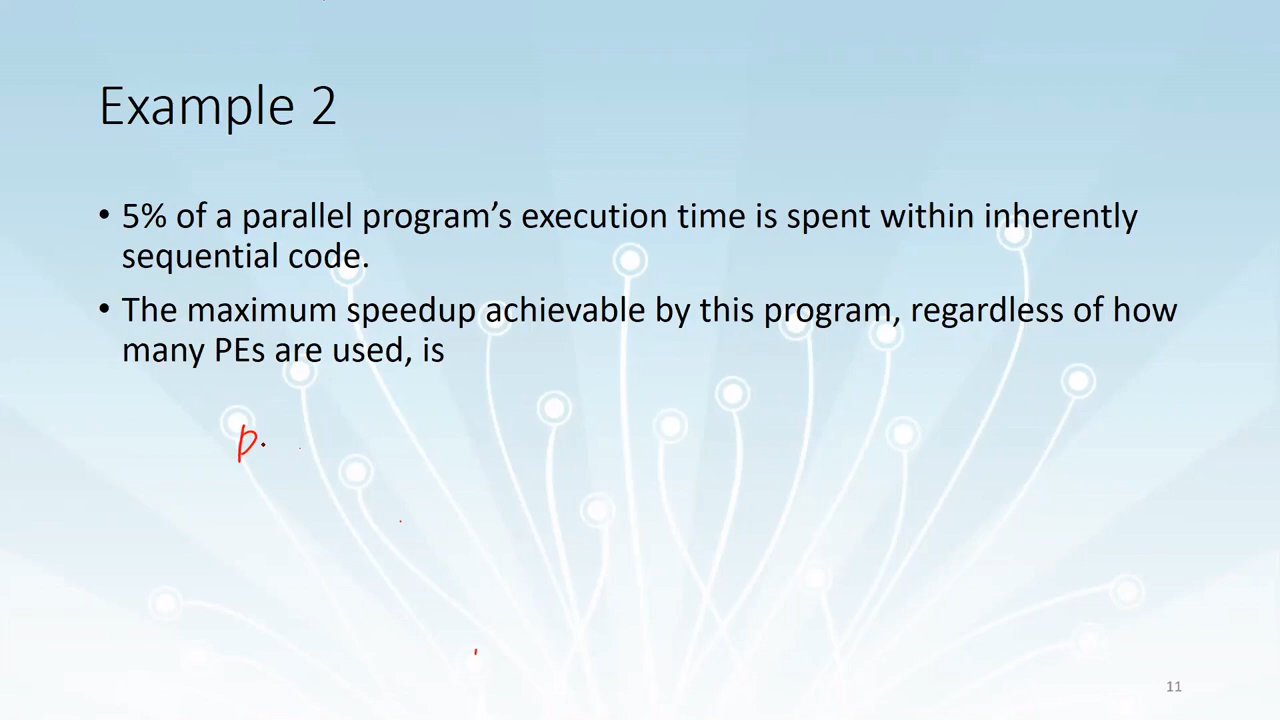 Example 2
• 5% of a parallel program’s execution time is spent within inherently
sequential code.
• The maximum speedup achievable by this program, regardless of how
many PEs are used, is
p
11